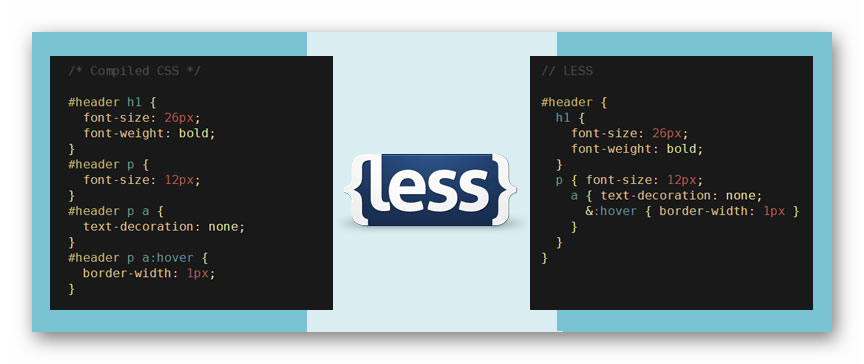 /* Compiled CSS */
#header h1 {
  font-size: 26px;
  font-weight: bold;
}
#header p {
  font-size: 12px;
}
#header p a {
  text-decoration: none;
}
#header p a:hover {
  border-width: 1px;
}
{less}
// LESS
#header {
  h1 {
    font-size: 26px;
    font-weight: bold;
  }
  p { font-size: 12px;
    a { text-decoration: none;
      &:hover { border-width: 1px }
    }
  }
}